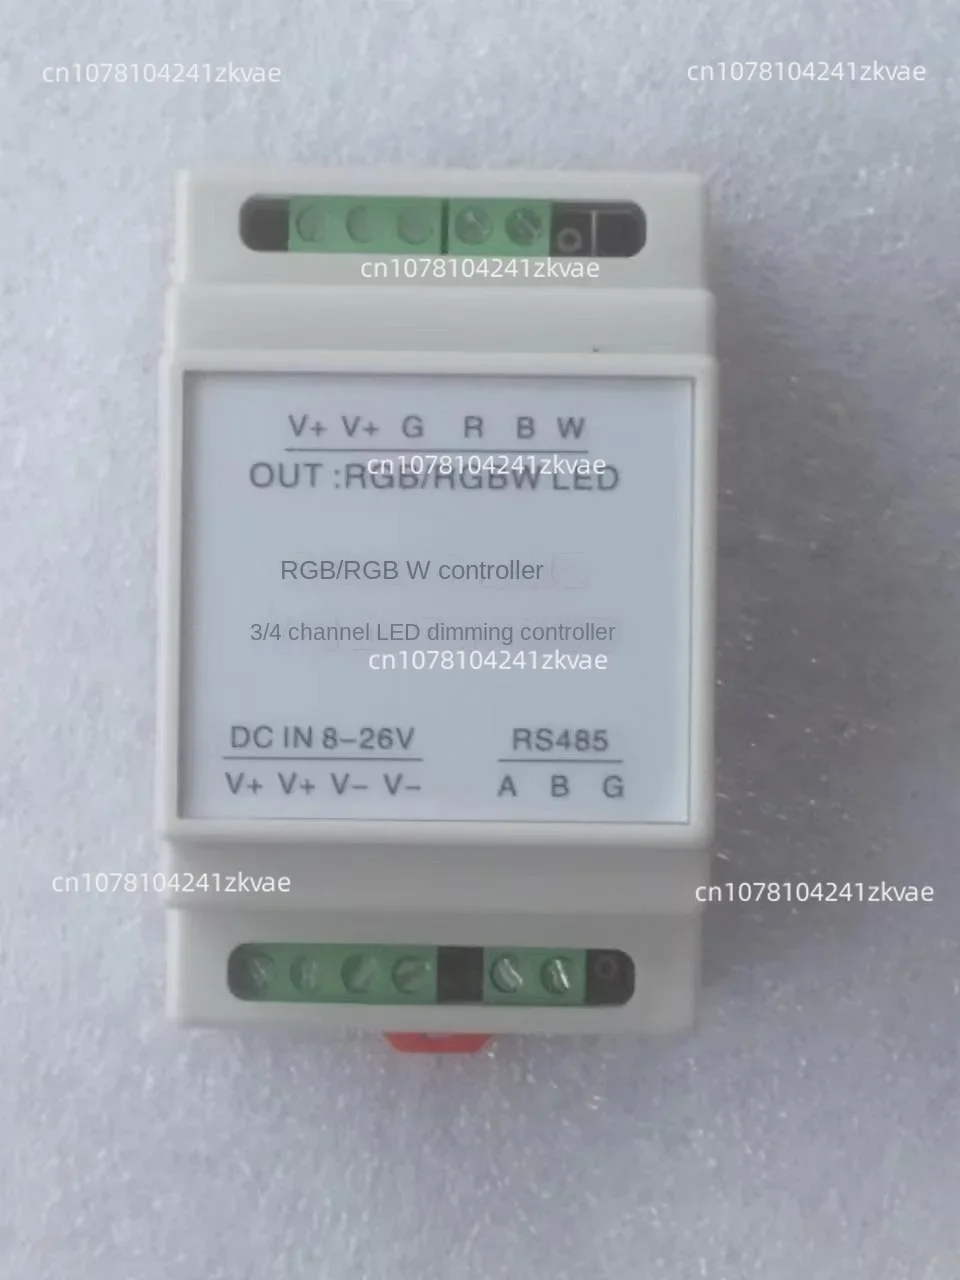 cn1078104241zkvae cn1078104241zkvae
cn1078104241zkvae
V+ V+ G R B W
cn1078104241zkvae
OUT :RGB/RGBW LED
RGB/RGB W controller
3/4 channel LED dimming controller
cn1078104241zkvae
DC IN 8-26V RS485
V+ V+ V- V- A B G
cn1078104241zkvae cn1078104241zkvae